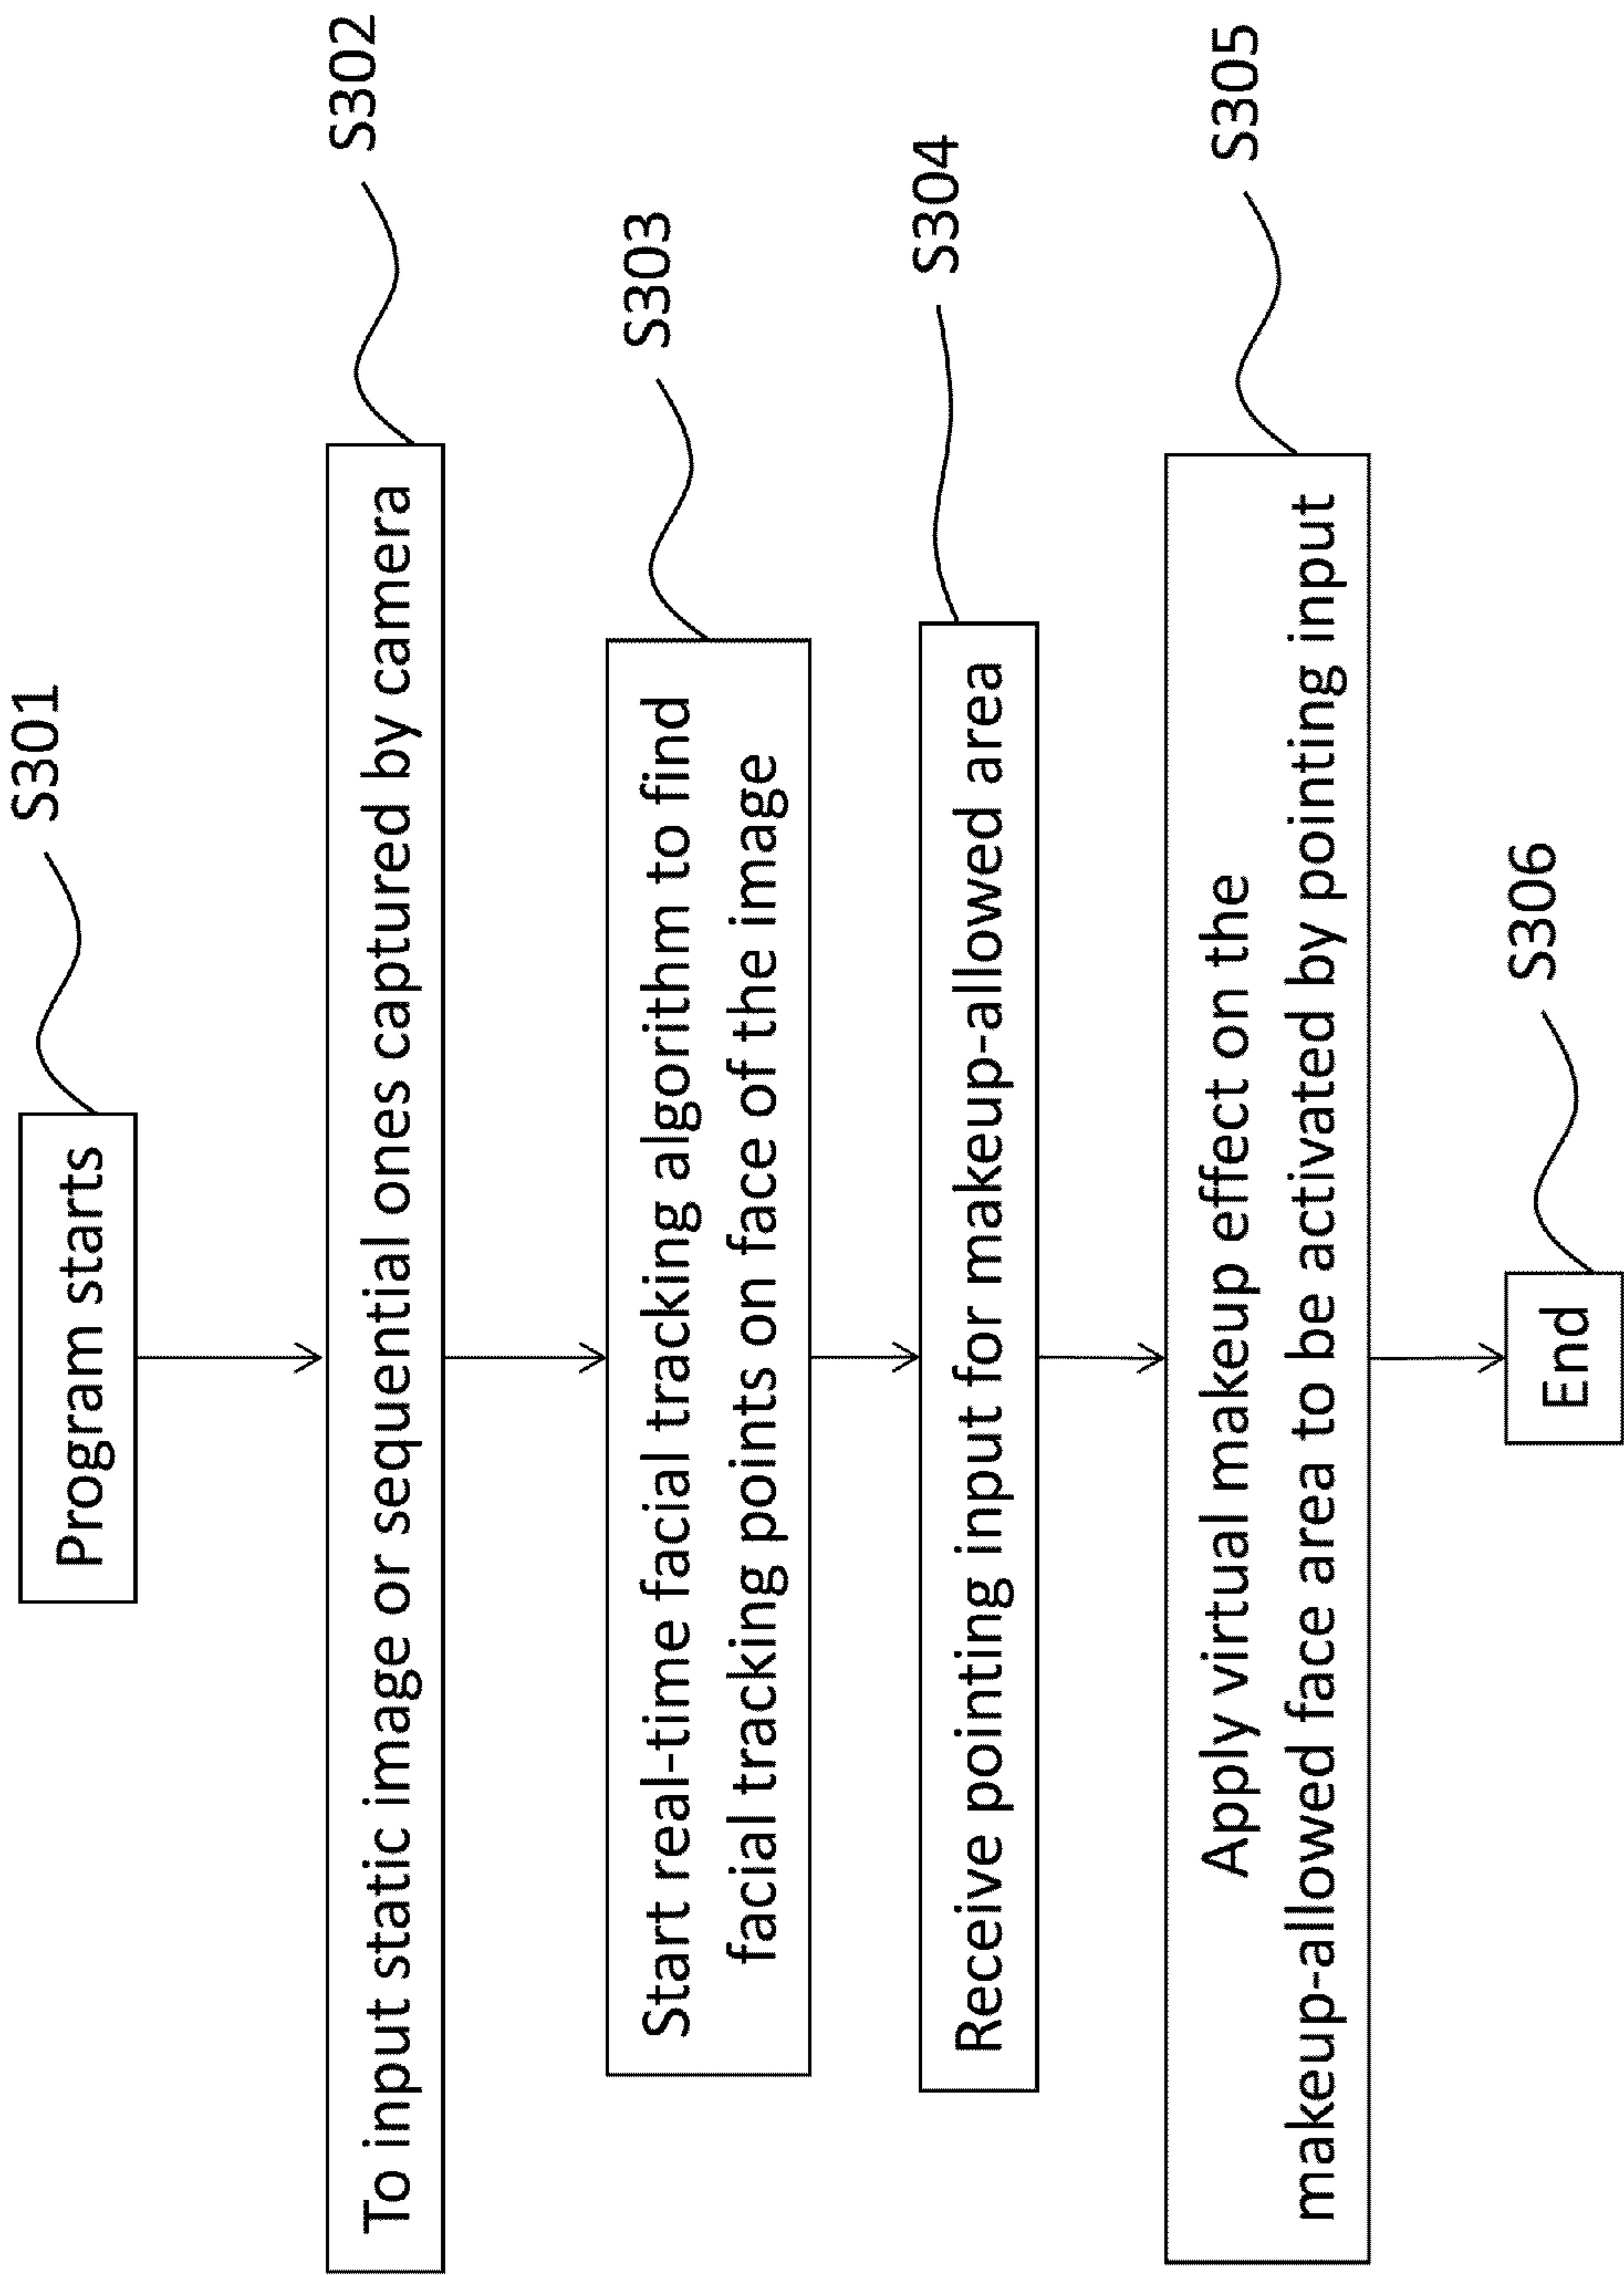 S301
Program starts
S302
To input static image or sequential ones captured by camera
S303
Start real-time facial tracking algorithm to find
facial tracking points on face of the image
S304
Receive pointing input for makeup-allowed area
S305
Apply virtual makeup effect on the
makeup-allowed face area to be activated by pointing input
S306
End